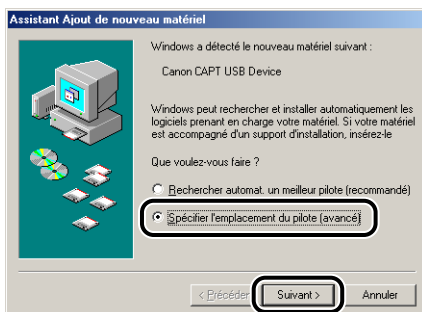 Assistant Ajout de nouveau matériel
Windows a détecté le nouveau matériel suivant :
Canon CAPT USB Device
Windows peut rechercher et installer automatiquement les
logiciels prenant en charge votre matériel. Si votre matériel
est accompagné d'un support d'installation, insérez-le
Que voulez-vous faire ?
Rechercher automat. un meilleur pilote (recommandé)
Spécifier l'emplacement du pilote (avancé)
< Précéder
Suivant >
Annuler